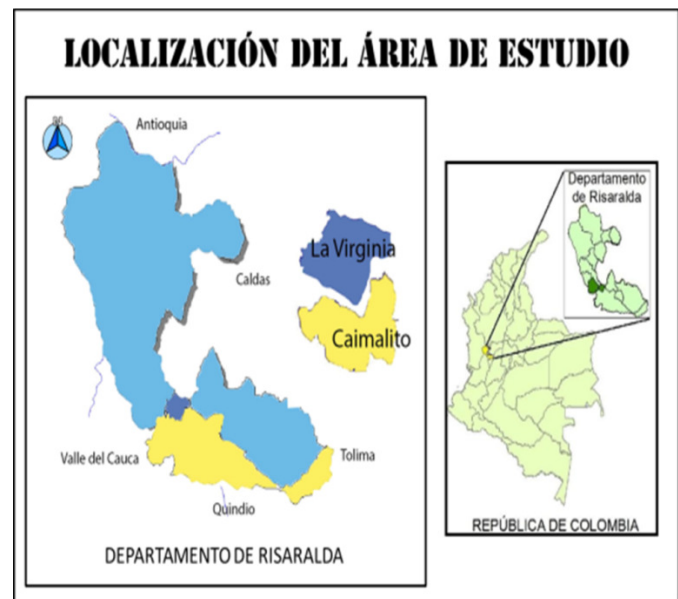 LOCALIZACIÓN DEL ÁREA DE ESTUDIO
N
Antioquia
Caldas
La Virginia
Caimalito
Valle del Cauca
Tolima
Quindio
DEPARTAMENTO DE RISARALDA
Departamento
de Risaralda
REPÚBLICA DE COLOMBIA